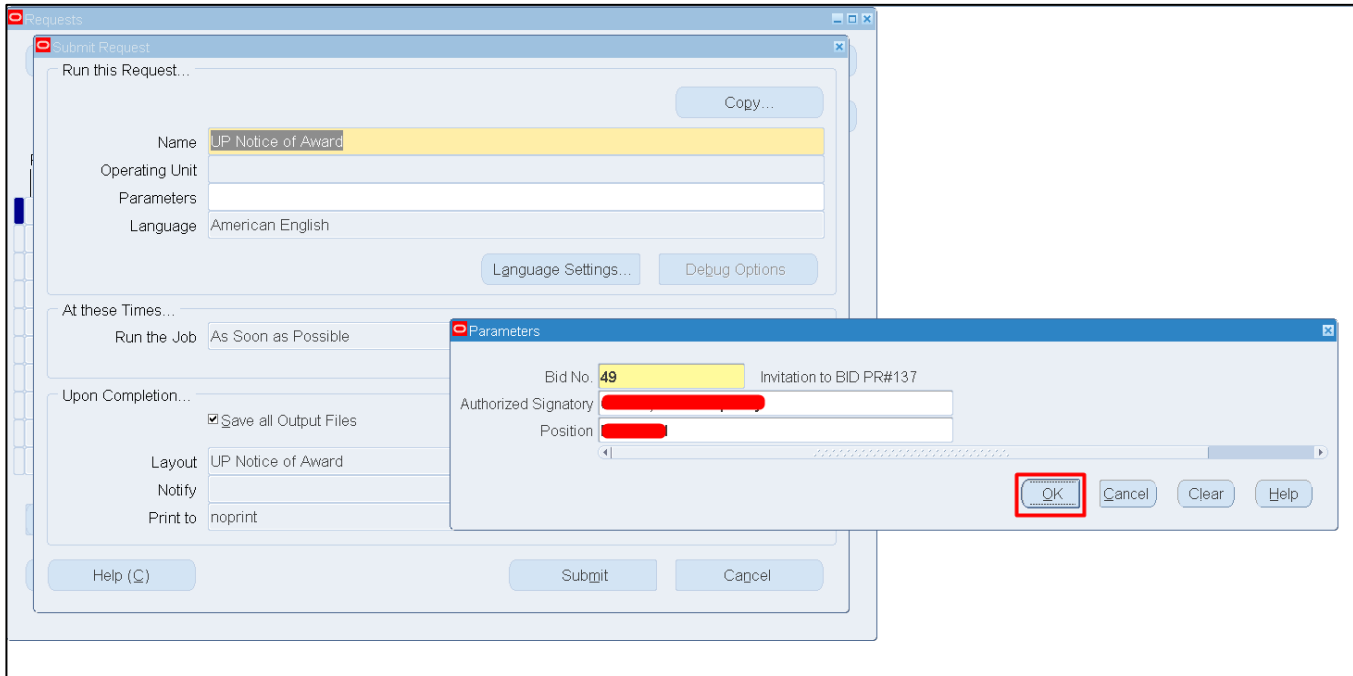 Requests
Submit Request
Run this Request...
Copy...
Name UP Notice of Award
Operating Unit
Parameters
Language American English
Language Settings... Debug Options
At these Times...
Run the Job As Soon as Possible
Parameters
Bid No. 49 Invitation to BID PR#137
Authorized Signatory
Position
OK Cancel Clear Help
Upon Completion...
Save all Output Files
Layout UP Notice of Award
Notify
Print to noprint
Help (C) Submit Cancel